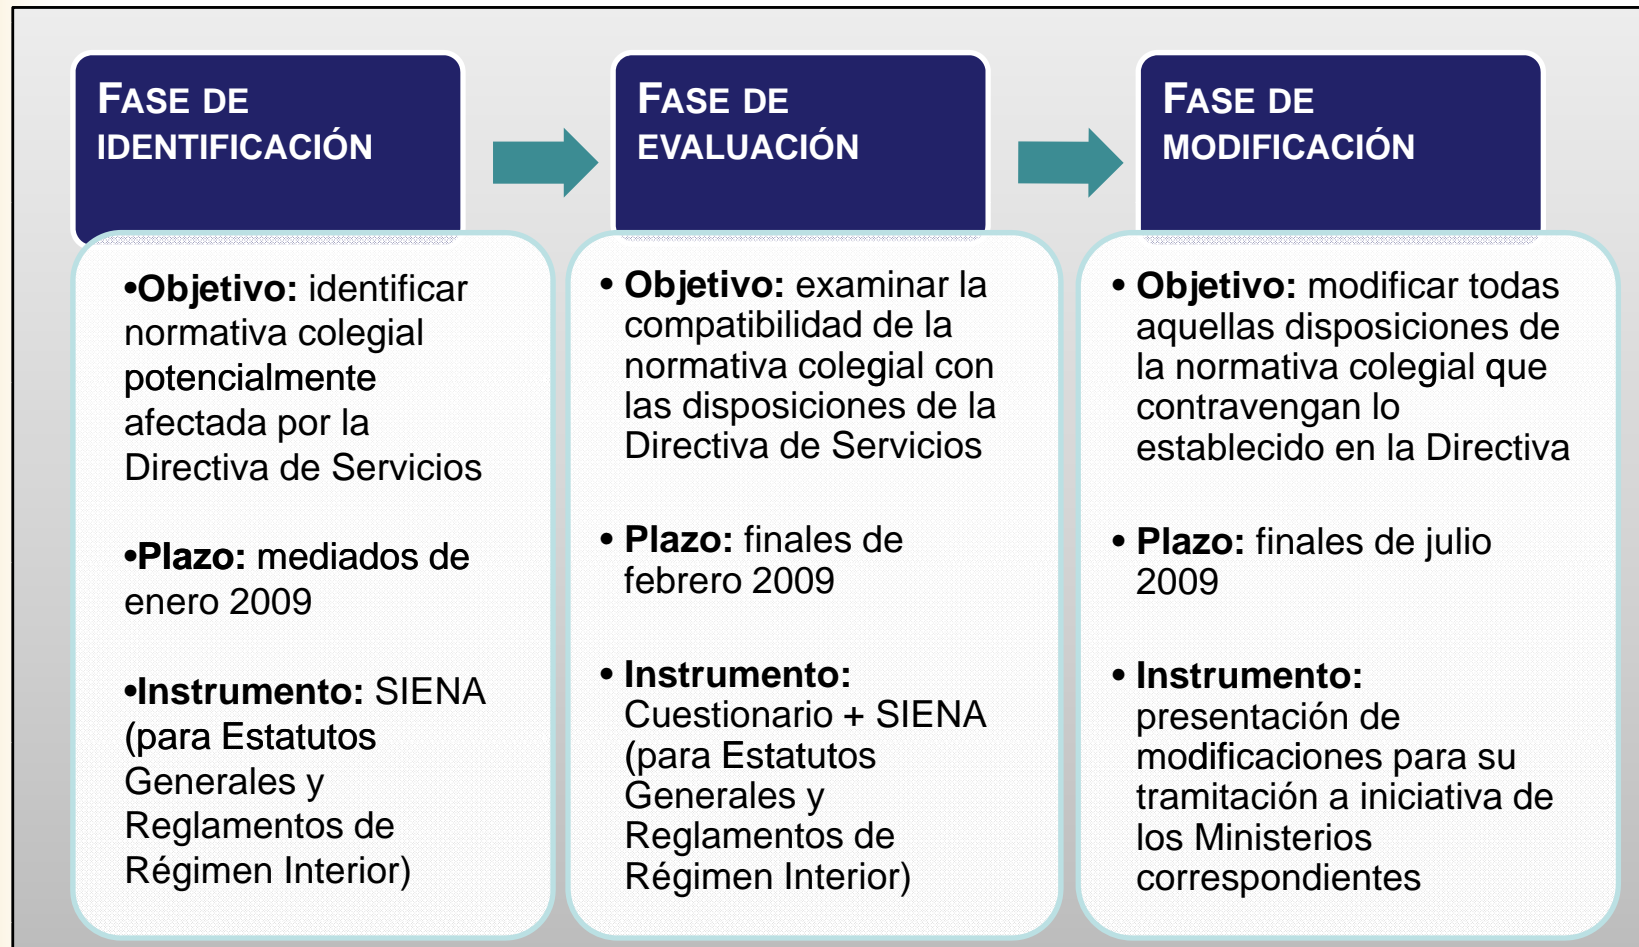 FASE DE
IDENTIFICACIÓN
•Objetivo: identificar
normativa colegial
potencialmente
afectada por la
Directiva de Servicios
•Plazo: mediados de
enero 2009
•Instrumento: SIENA
(para Estatutos
Generales y
Reglamentos de
Régimen Interior)
FASE DE
EVALUACIÓN
• Objetivo: examinar la
compatibilidad de la
normativa colegial con
las disposiciones de la
Directiva de Servicios
• Plazo: finales de
febrero 2009
• Instrumento:
Cuestionario + SIENA
(para Estatutos
Generales y
Reglamentos de
Régimen Interior)
FASE DE
MODIFICACIÓN
• Objetivo: modificar todas
aquellas disposiciones de
la normativa colegial que
contravengan lo
establecido en la Directiva
• Plazo: finales de julio
2009
• Instrumento:
presentación de
modificaciones para su
tramitación a iniciativa de
los Ministerios
correspondientes